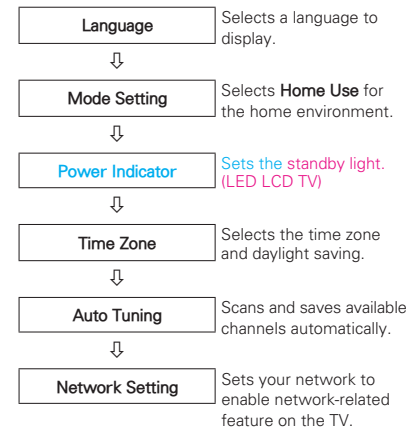 Language
Selects a language to
display.
Mode Setting
Selects Home Use for
the home environment.
Power Indicator
Sets the standby light.
(LED LCD TV)
Time Zone
Selects the time zone
and daylight saving.
Auto Tuning
Scans and saves available
channels automatically.
Network Setting
Sets your network to
enable network-related
feature on the TV.